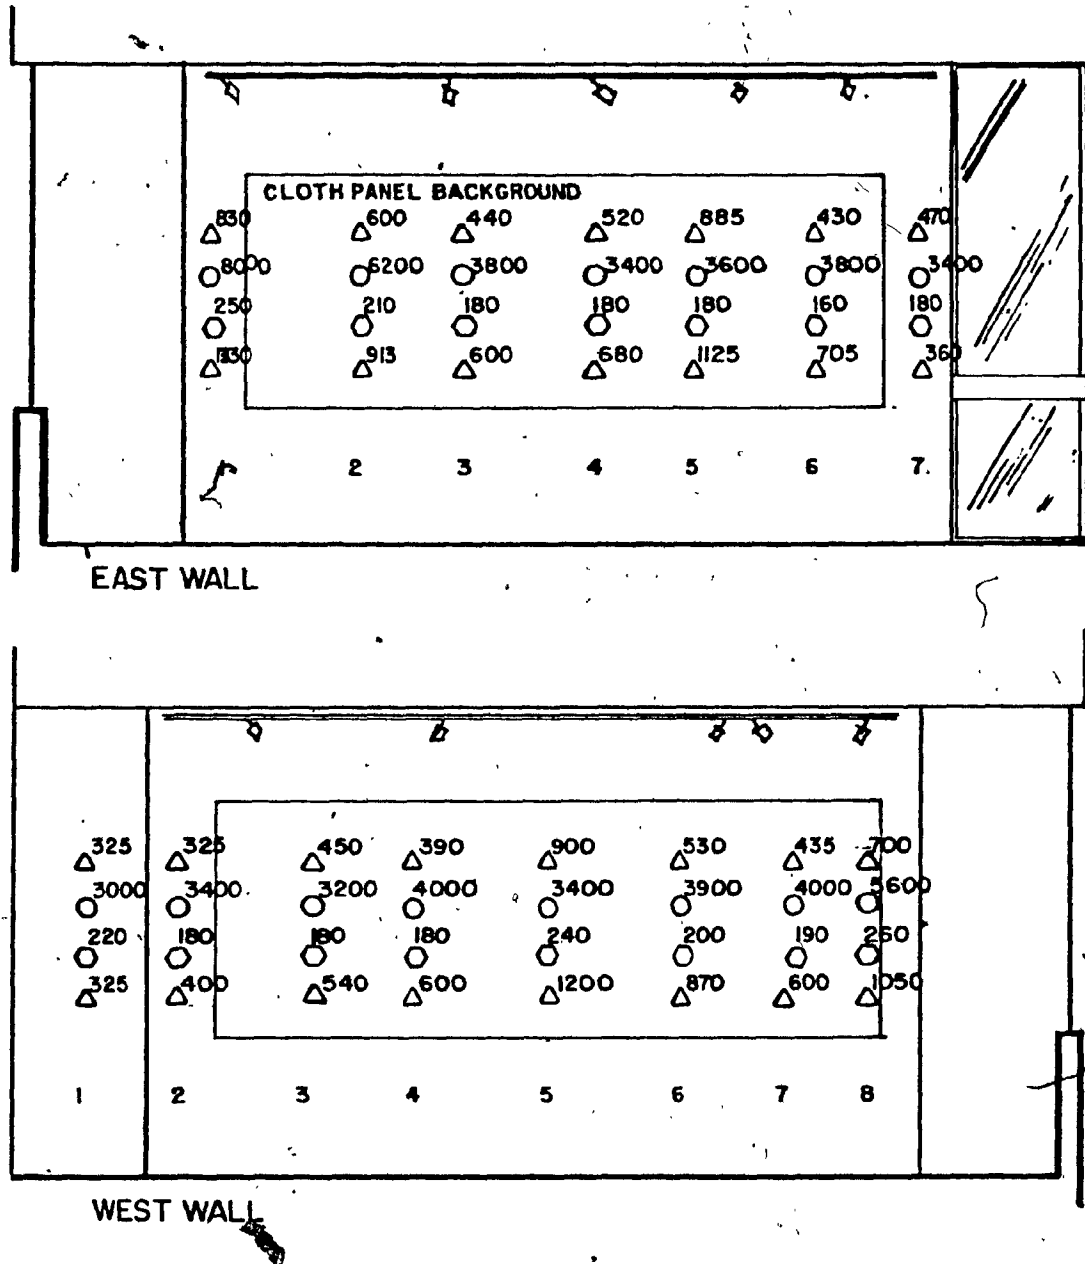 CLOTH PANEL BACKGROUND
830 600 440 520 885 430 470
8000 6200 3800 3400 3600 3800 3400
250 210 180 180 180 160 180
913 600 680 1125 705 360
2 3 4 5 6 7
EAST WALL
325 325 450 390 900 530 435 700
3000 3400 3200 4000 3400 3900 4000 5600
220 180 180 180 240 200 190 260
325 400 540 600 1200 870 600 1050
1 2 3 4 5 6 7 8
WEST WALL